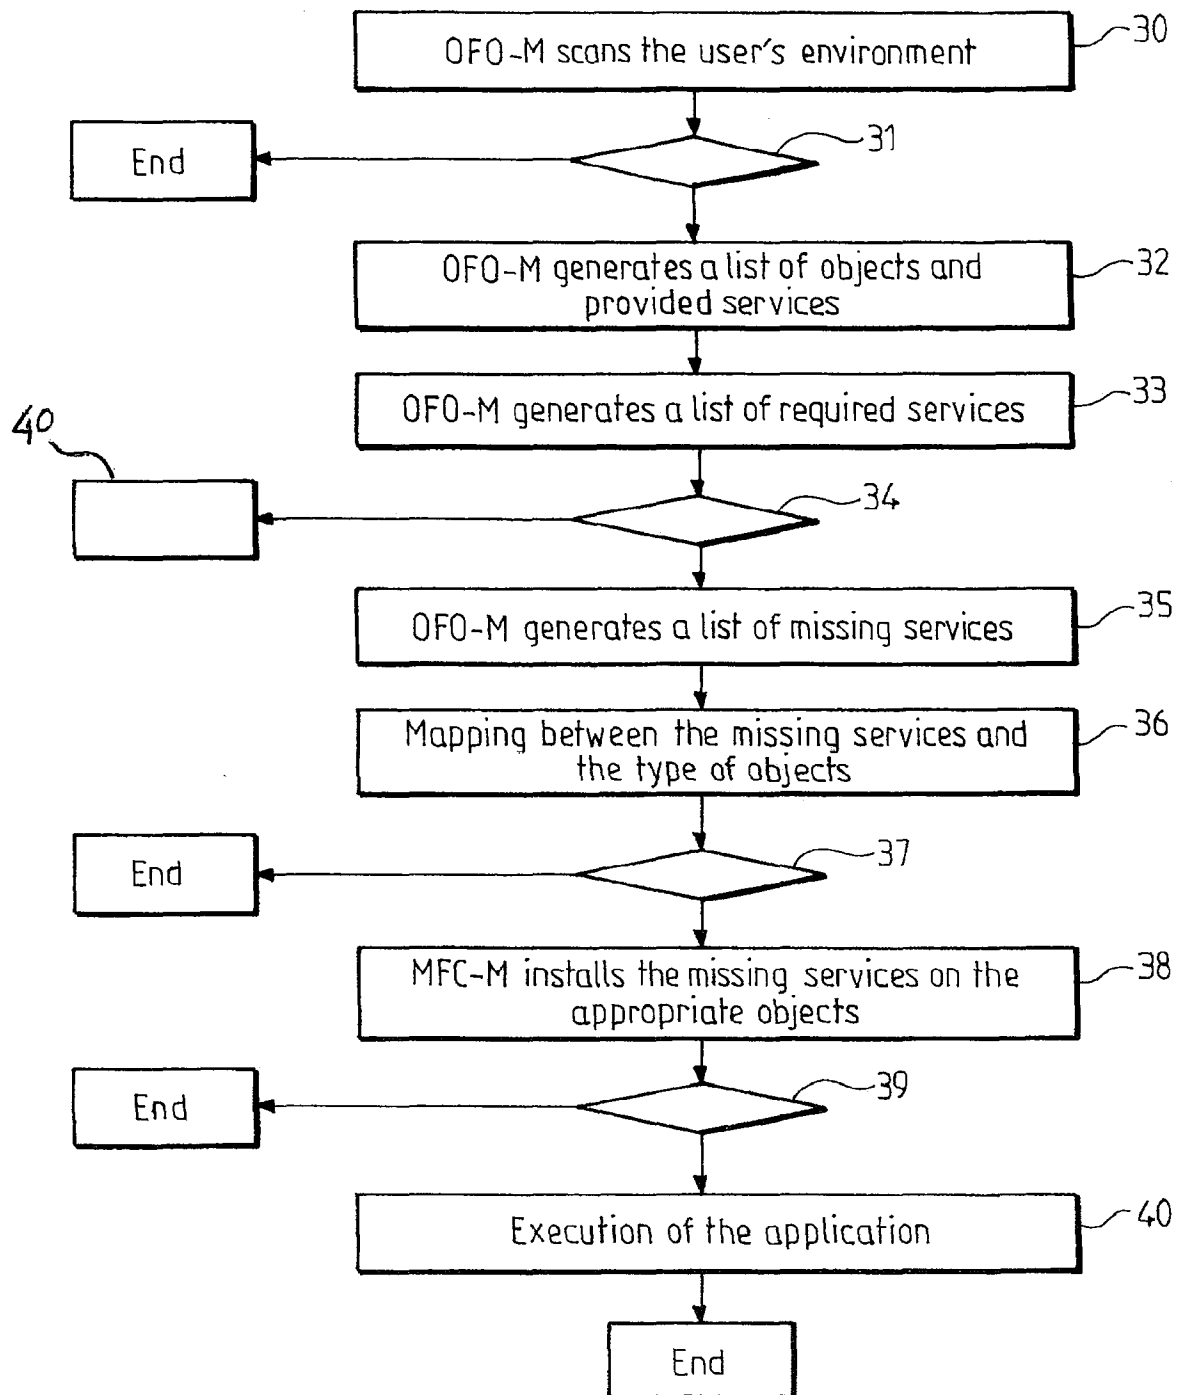 OFO-M scans the user's environment
30
31
End
OFO-M generates a list of objects and
provided services
32
OFO-M generates a list of required services
33
40
34
OFO-M generates a list of missing services
35
Mapping between the missing services and
the type of objects
36
37
End
MFC-M installs the missing services on the
appropriate objects
38
39
End
Execution of the application
40
End